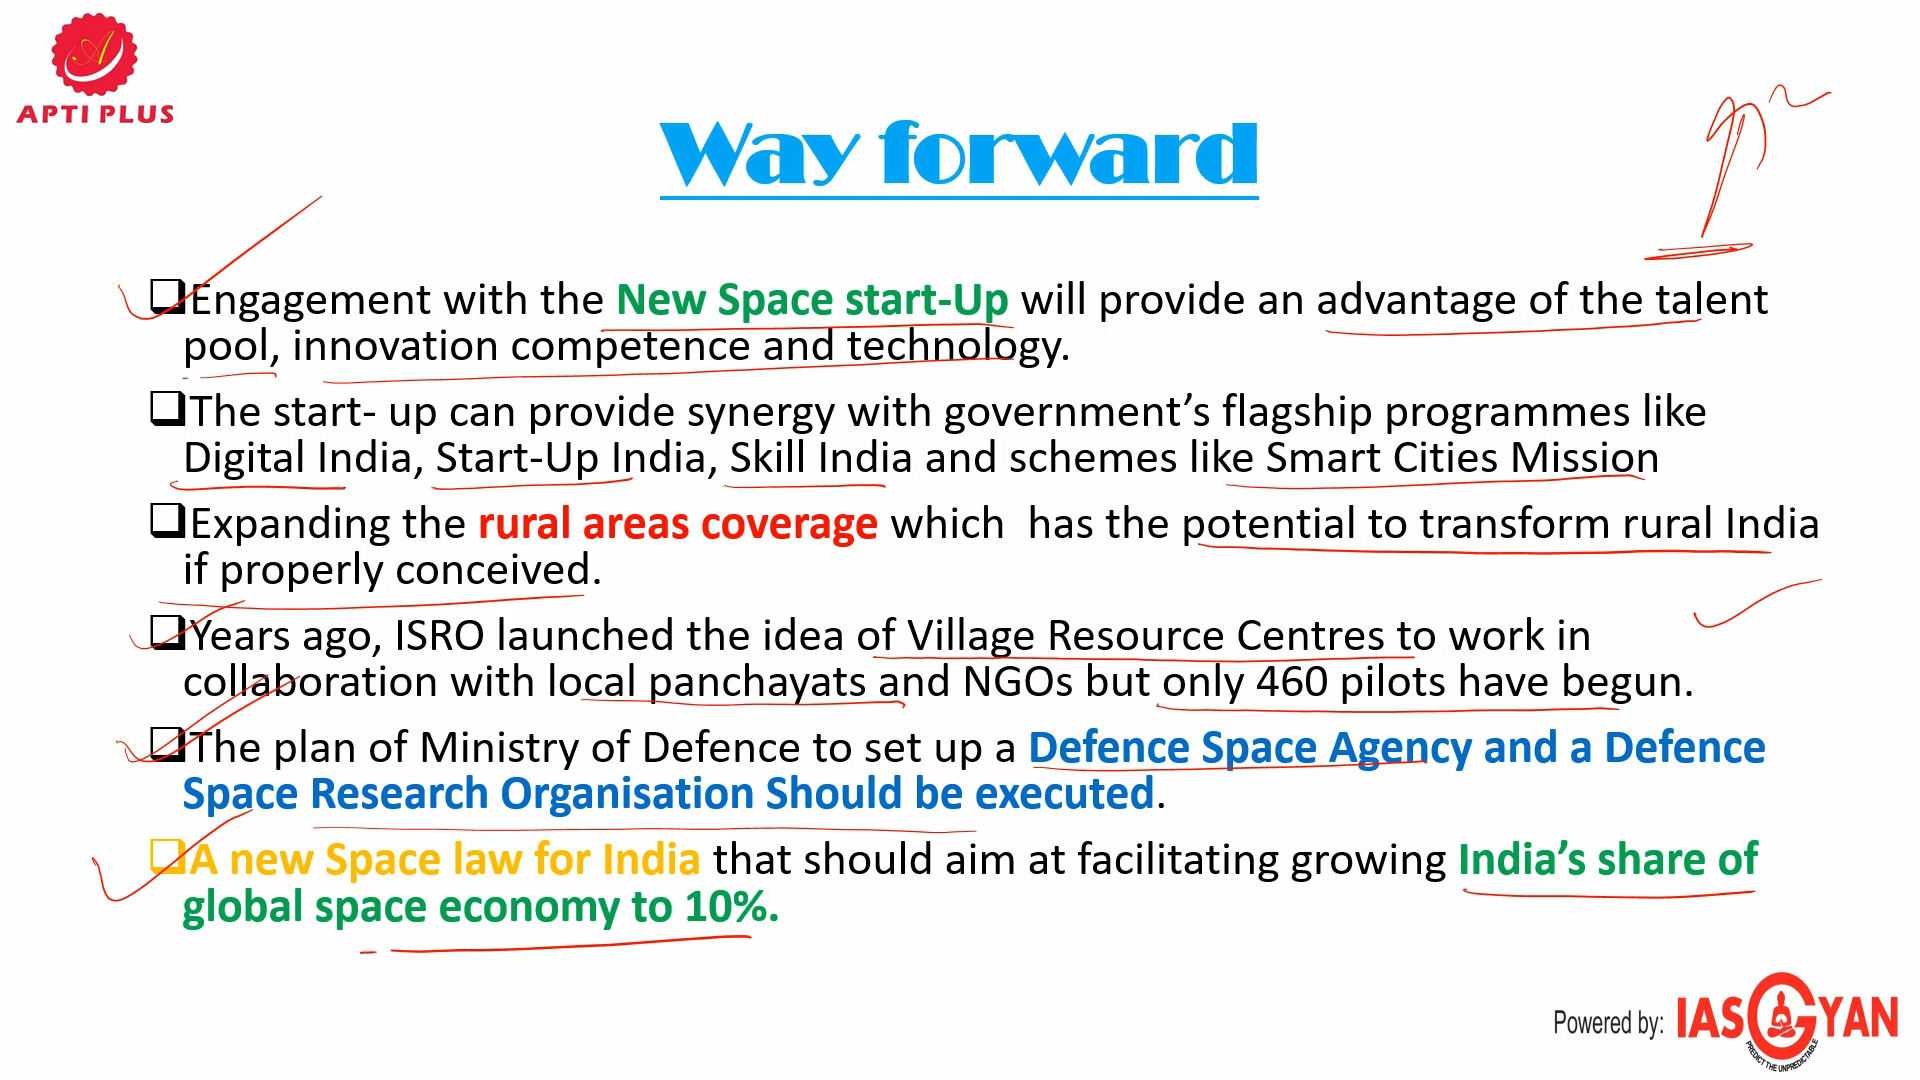 APTI PLUS
Way forward
Engagement with the New Space start-Up will provide an advantage of the talent
pool, innovation competence and technology.
The start- up can provide synergy with government’s flagship programmes like
Digital India, Start-Up India, Skill India and schemes like Smart Cities Mission
Expanding the rural areas coverage which has the potential to transform rural India
if properly conceived.
Years ago, ISRO launched the idea of Village Resource Centres to work in
collaboration with local panchayats and NGOs but only 460 pilots have begun.
The plan of Ministry of Defence to set up a Defence Space Agency and a Defence
Space Research Organisation Should be executed.
A new Space law for India that should aim at facilitating growing India’s share of
global space economy to 10%.
Powered by: IAS GYAN
PREDICT THE UNPREDICTABLE